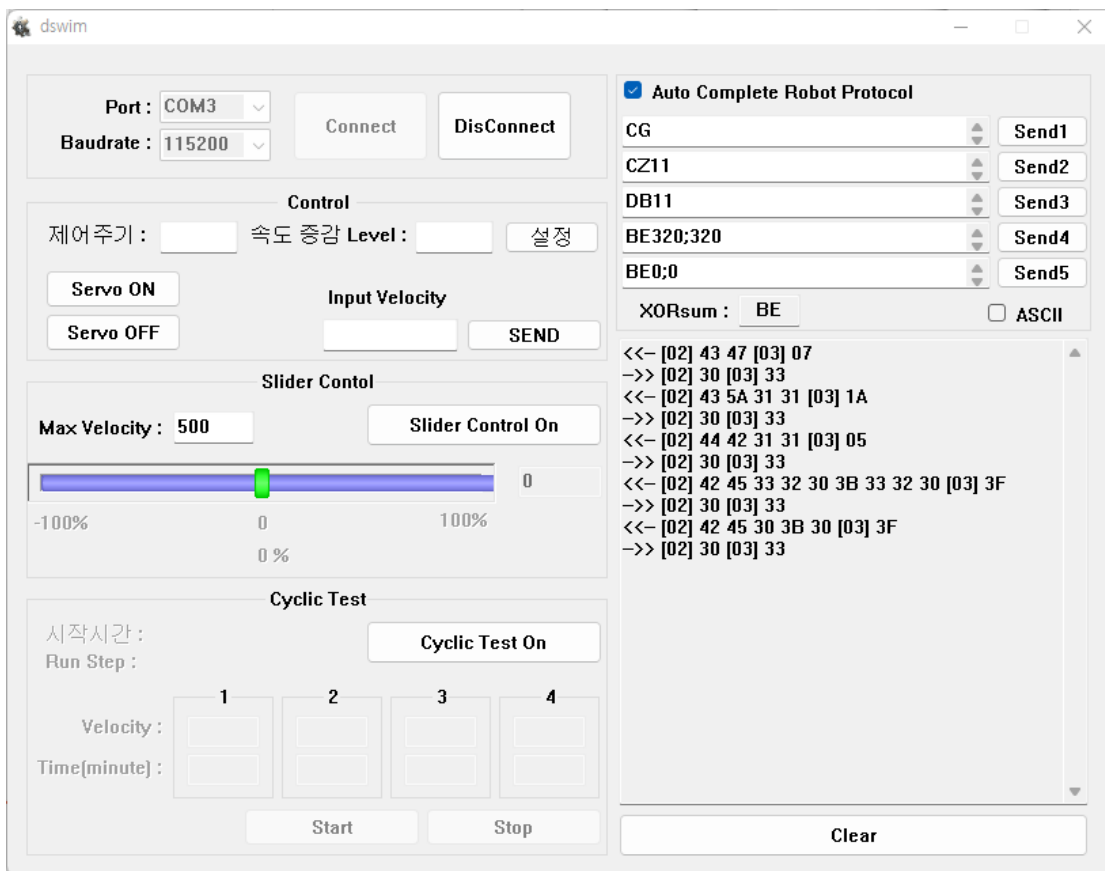 dswim
Port : COM3
Baudrate : 115200
Connect
DisConnect
Control
제어주기 :
속도 증감 Level :
설정
Servo ON
Servo OFF
Input Velocity
SEND
Slider Contol
Max Velocity : 500
Slider Control On
0
-100% 0 100%
0 %
Cyclic Test
시작시간 :
Run Step :
Cyclic Test On
1 2 3 4
Velocity :
Time(minute) :
Start
Stop
Auto Complete Robot Protocol
CG Send1
CZ11 Send2
DB11 Send3
BE320;320 Send4
BE0;0 Send5
XORsum : BE
ASCII
<<– [02] 43 47 [03] 07
–>> [02] 30 [03] 33
<<– [02] 43 5A 31 31 [03] 1A
–>> [02] 30 [03] 33
<<– [02] 44 42 31 31 [03] 05
–>> [02] 30 [03] 33
<<– [02] 42 45 33 32 30 3B 33 32 30 [03] 3F
–>> [02] 30 [03] 33
<<– [02] 42 45 30 3B 30 [03] 3F
–>> [02] 30 [03] 33
Clear